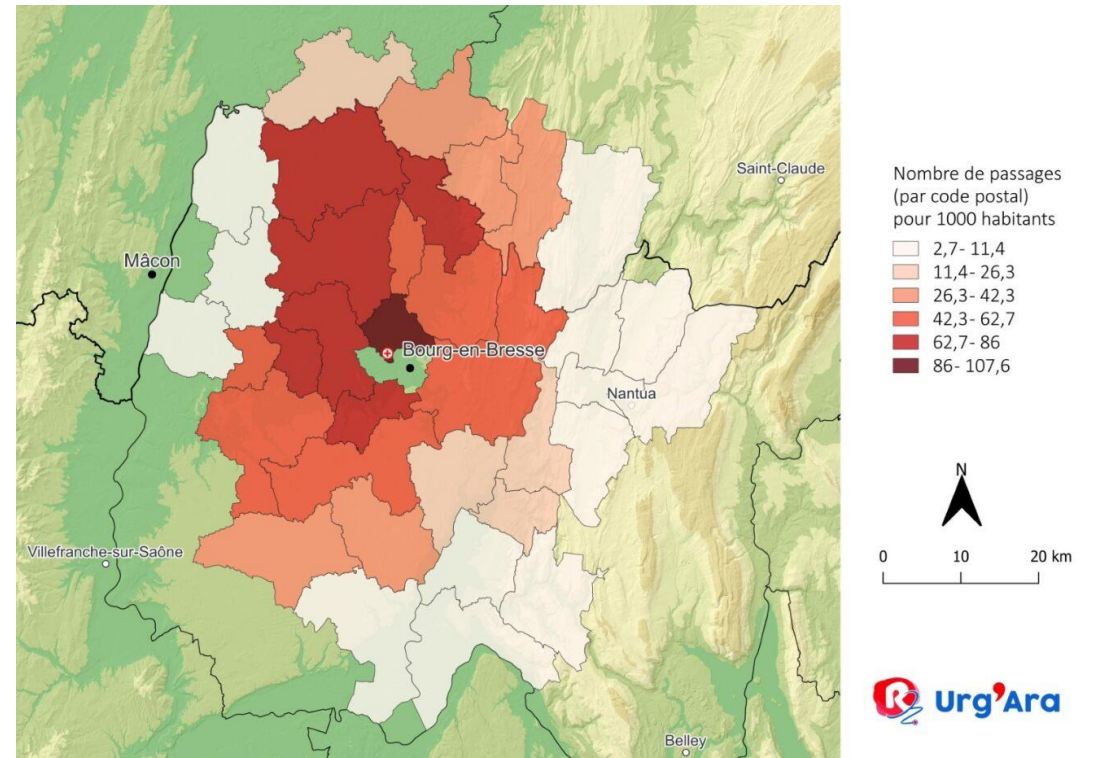 Saint-Claude
Mâcon
Bourg-en-Bresse
Nantua
Villefranche-sur-Saône
Belley
Nombre de passages
(par code postal)
pour 1000 habitants
2,7- 11,4
11,4- 26,3
26,3- 42,3
42,3- 62,7
62,7- 86
86- 107,6
N
0 10 20 km
R Urg'Ara